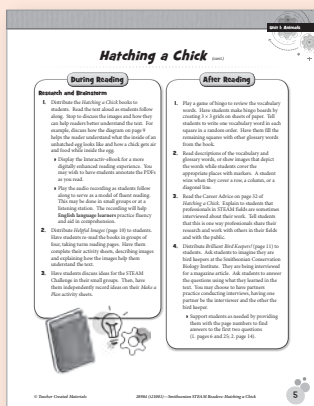 Unit 1: Animals
Hatching a Chick (cont.)
During Reading
Research and Brainstorm
1. Distribute the Hatching a Chick books to
students. Read the text aloud as students follow
along. Stop to discuss the images and how they
can help readers better understand the text. For
example, discuss how the diagram on page 9
helps the reader understand what the inside of an
unhatched egg looks like and how a chick gets air
and food while inside the egg.
Display the Interactiv-eBook for a more
digitally enhanced reading experience. You
may wish to have students annotate the PDFs
as you read.
Play the audio recording as students follow
along to serve as a model of fluent reading.
This may be done in small groups or at a
listening station. The recording will help
English language learners practice fluency
and aid in comprehension.
2. Distribute Helpful Images (page 10) to students.
Have students re-read the books in groups of
four, taking turns reading pages. Have them
complete their activity sheets, describing images
and explaining how the images help them
understand the text.
3. Have students discuss ideas for the STEAM
Challenge in their small groups. Then, have
them independently record ideas on their Make a
Plan activity sheets.
After Reading
1. Play a game of bingo to review the vocabulary
words. Have students make bingo boards by
creating 3 × 3 grids on sheets of paper. Tell
students to write one vocabulary word in each
square in a random order. Have them fill the
remaining squares with other glossary words
from the book.
2. Read descriptions of the vocabulary and
glossary words, or show images that depict
the words while students cover the
appropriate places with markers. A student
wins when they cover a row, a column, or a
diagonal line.
3. Read the Career Advice on page 32 of
Hatching a Chick. Explain to students that
professionals in STEAM fields are sometimes
interviewed about their work. Tell students
that this is one way professionals share their
research and work with others in their fields
and with the public.
4. Distribute Brilliant Bird Keepers! (page 11) to
students. Ask students to imagine they are
bird keepers at the Smithsonian Conservation
Biology Institute. They are being interviewed
for a magazine article. Ask students to answer
the questions using what they learned in the
text. You may choose to have partners
practice conducting interviews, having one
partner be the interviewer and the other the
bird keeper.
Support students as needed by providing
them with the page numbers to find
answers to the first two questions
(1. pages 6 and 25; 2. page 14).
© Teacher Created Materials
28964 (i21081)—Smithsonian STEAM Readers: Hatching a Chick
5